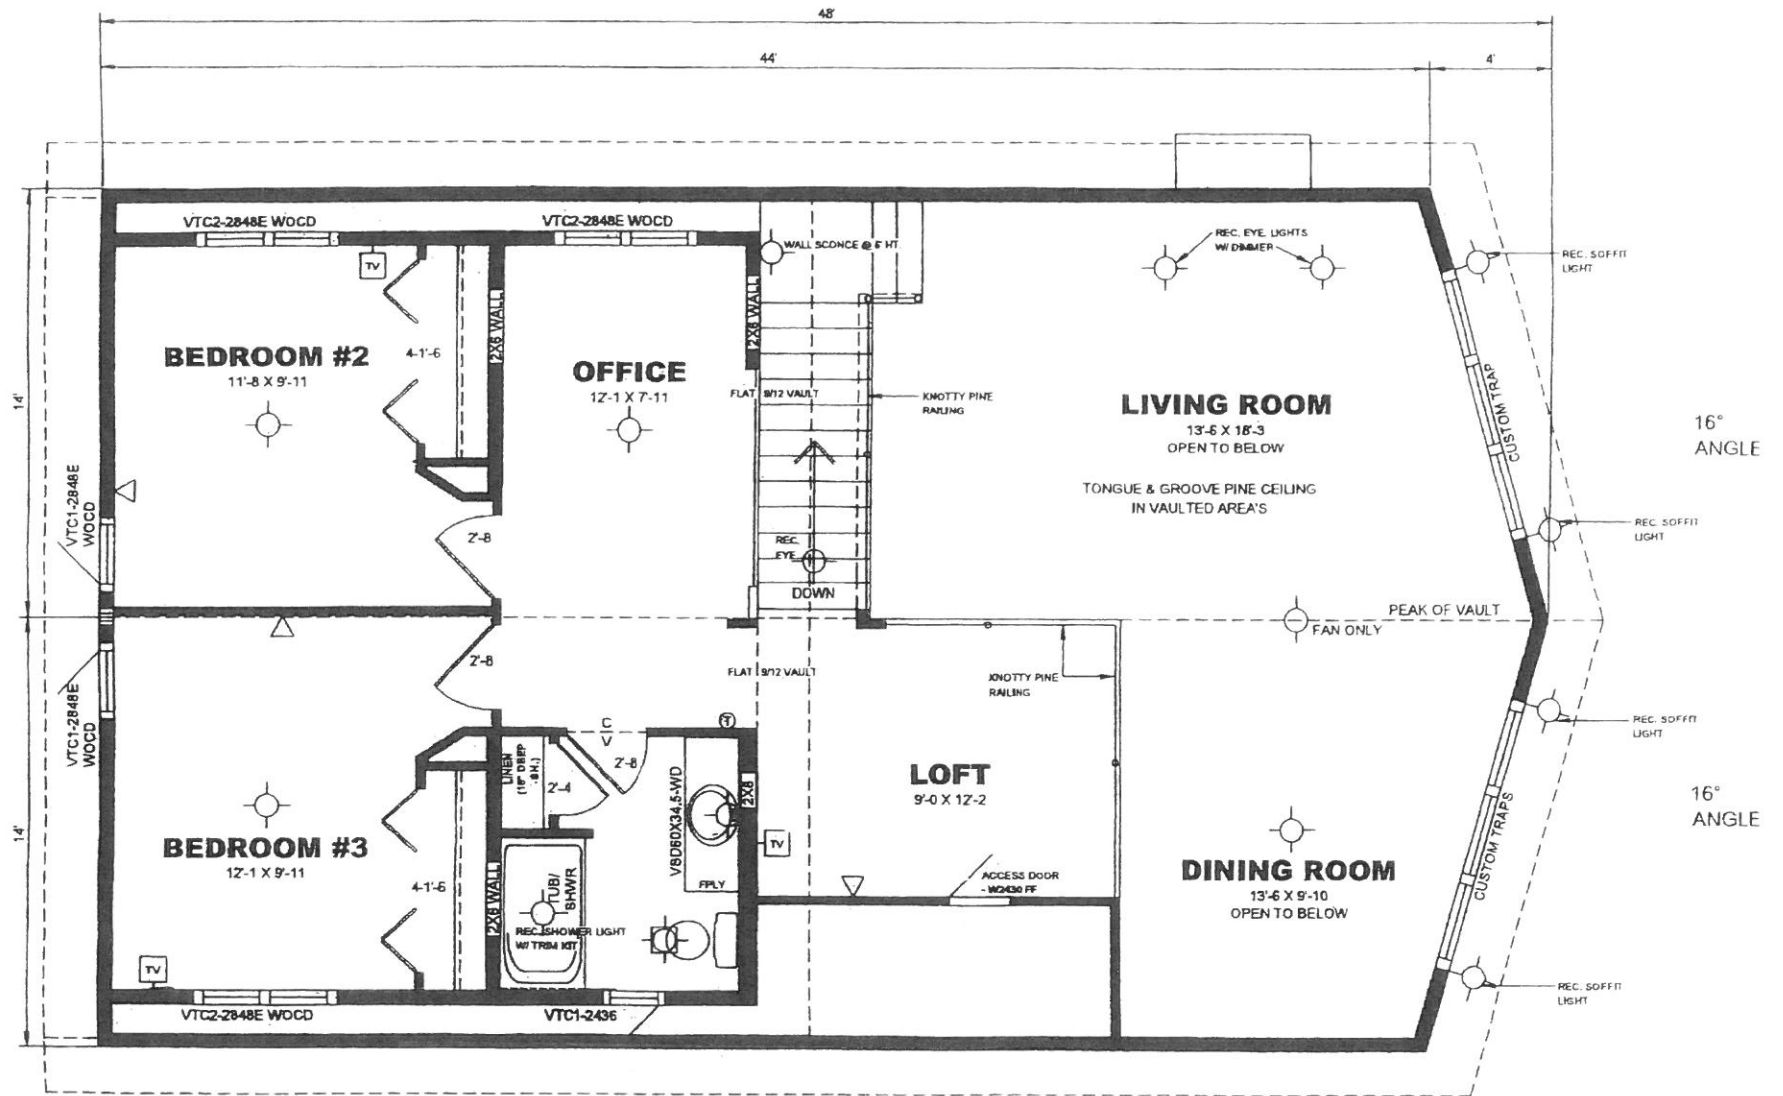 48'
44'
4'
VTC2-2848E WOCD
VTC2-2848E WOCD
WALL SCONCE @ 6' HT.
REC. EYE LIGHTS
W/ DIMMER
REC. SOFFIT
LIGHT
TV
2X6 WALL
2X6 WALL
BEDROOM #2
11'-8 X 9'-11
4-1'-6
OFFICE
12'-1 X 7'-11
FLAT 9/12 VAULT
KNOTTY PINE
RAILING
LIVING ROOM
13'-6 X 18'-3
OPEN TO BELOW
CUSTOM TRAP
16°
ANGLE
14'
TONGUE & GROOVE PINE CEILING
IN VAULTED AREA'S
VTC1-2848E
WOCD
2'-8
REC.
EYE
REC. SOFFIT
LIGHT
DOWN
PEAK OF VAULT
FAN ONLY
2'-8
FLAT 9/12 VAULT
KNOTTY PINE
RAILING
VTC1-2848E
WOCD
C
V
T
REC. SOFFIT
LIGHT
LINEN
(16" DEEP
SH.)
2'-4
2'-8
VBD60X34.5-WD
2X6
LOFT
9'-0 X 12'-2
CUSTOM TRAPS
16°
ANGLE
14'
BEDROOM #3
12'-1 X 9'-11
4-1'-6
TV
2X6 WALL
TUB/
SHWR
FPLY
ACCESS DOOR
- W2430 FF
DINING ROOM
13'-6 X 9'-10
OPEN TO BELOW
REC. SHOWER LIGHT
W/ TRIM KIT
TV
REC. SOFFIT
LIGHT
VTC2-2848E WOCD
VTC1-2436